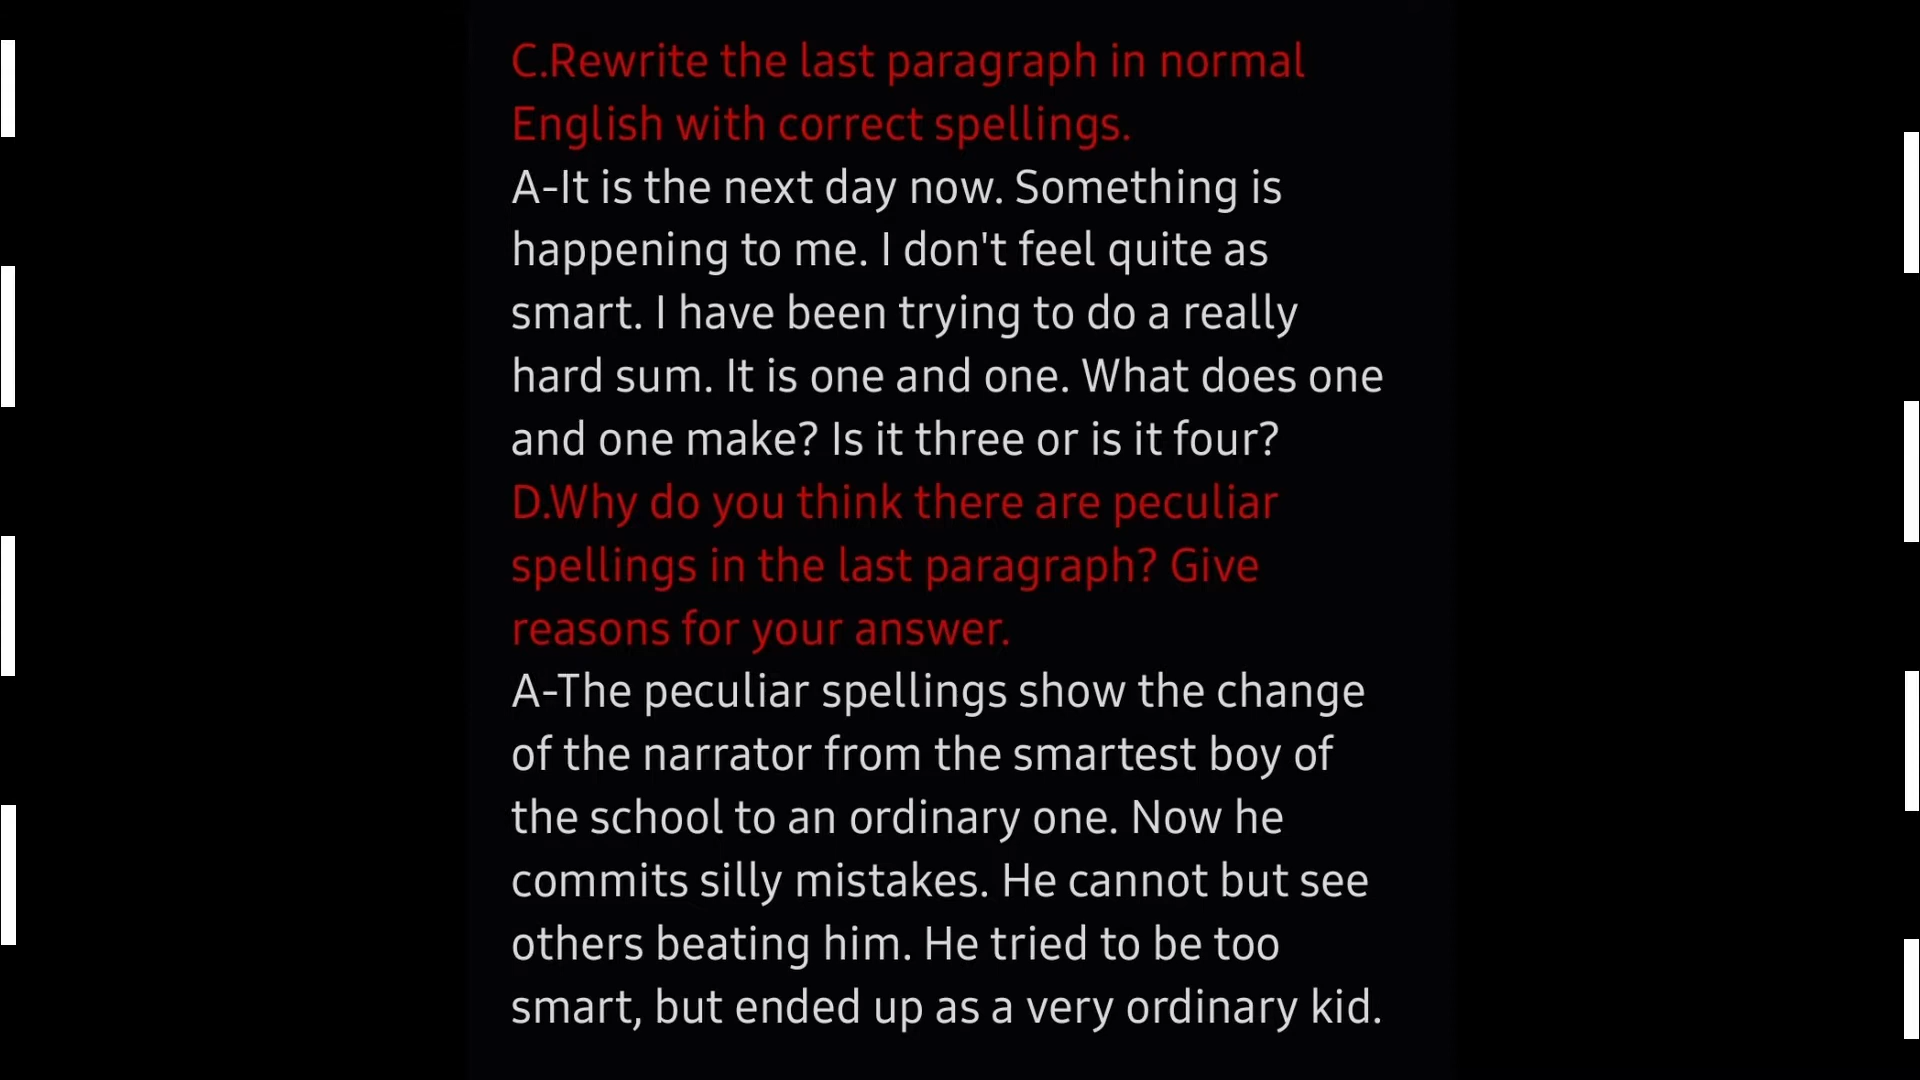 C.Rewrite the last paragraph in normal
English with correct spellings.
A-It is the next day now. Something is
happening to me. I don't feel quite as
smart. I have been trying to do a really
hard sum. It is one and one. What does one
and one make? Is it three or is it four?
D.Why do you think there are peculiar
spellings in the last paragraph? Give
reasons for your answer.
A-The peculiar spellings show the change
of the narrator from the smartest boy of
the school to an ordinary one. Now he
commits silly mistakes. He cannot but see
others beating him. He tried to be too
smart, but ended up as a very ordinary kid.